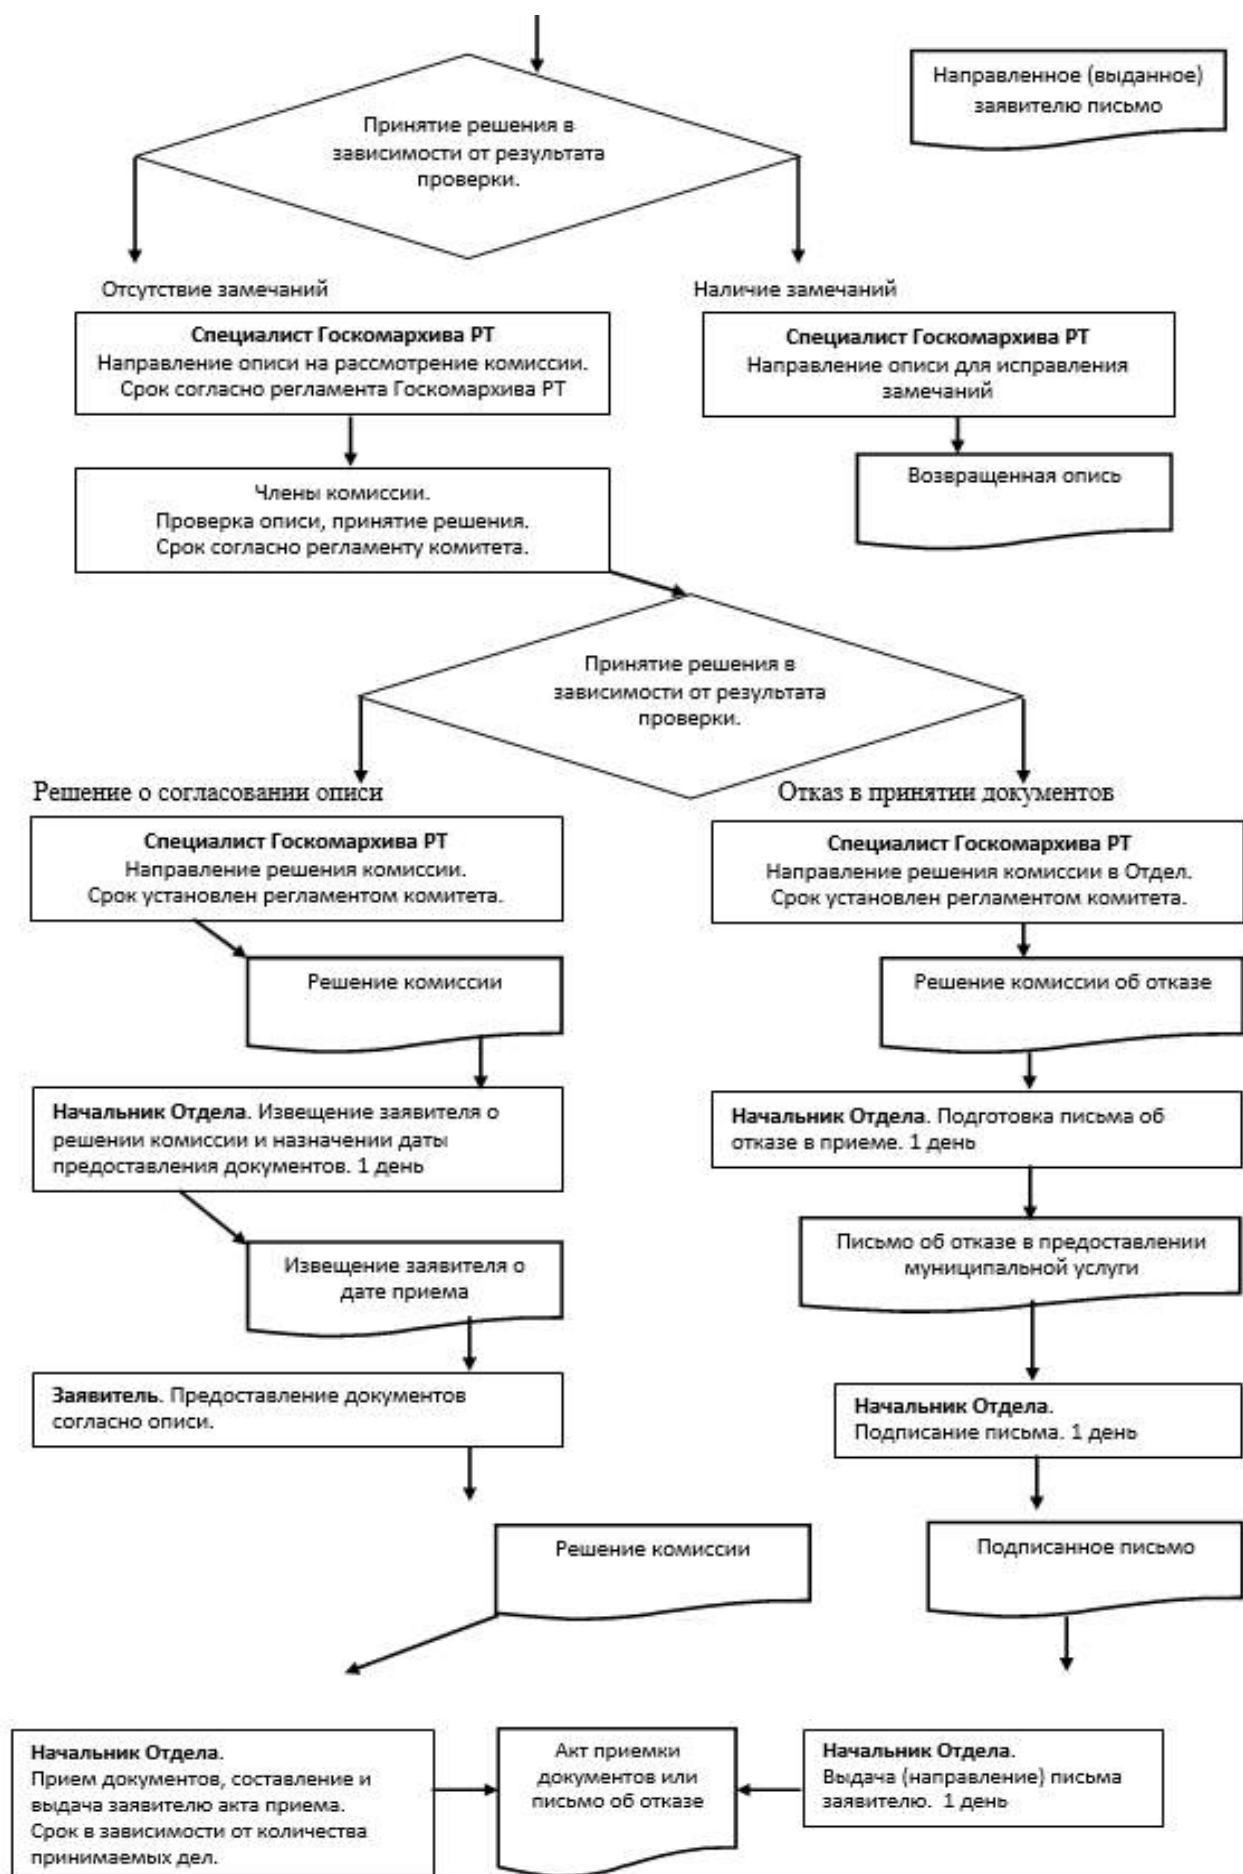 Направленное (выданное)
заявителю письмо
Принятие решения в
зависимости от результата
проверки.
Отсутствие замечаний
Наличие замечаний
Специалист Госкомархива РТ
Направление описи на рассмотрение комиссии.
Срок согласно регламента Госкомархива РТ
Специалист Госкомархива РТ
Направление описи для исправления
замечаний
Члены комиссии.
Проверка описи, принятие решения.
Срок согласно регламенту комитета.
Возвращенная опись
Принятие решения в
зависимости от результата
проверки.
Решение о согласовании описи
Отказ в принятии документов
Специалист Госкомархива РТ
Направление решения комиссии.
Срок установлен регламентом комитета.
Специалист Госкомархива РТ
Направление решения комиссии в Отдел.
Срок установлен регламентом комитета.
Решение комиссии
Решение комиссии об отказе
Начальник Отдела. Извещение заявителя о
решении комиссии и назначении даты
предоставления документов. 1 день
Начальник Отдела. Подготовка письма об
отказе в приеме. 1 день
Извещение заявителя о
дате приема
Письмо об отказе в предоставлении
муниципальной услуги
Заявитель. Предоставление документов
согласно описи.
Начальник Отдела.
Подписание письма. 1 день
Решение комиссии
Подписанное письмо
Начальник Отдела.
Прием документов, составление и
выдача заявителю акта приема.
Срок в зависимости от количества
принимаемых дел.
Акт приемки
документов или
письмо об отказе
Начальник Отдела.
Выдача (направление) письма
заявителю. 1 день